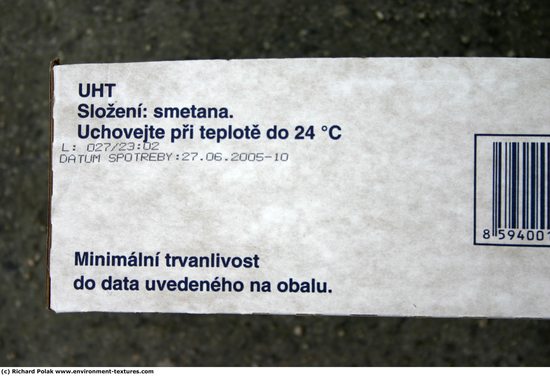 UHT
Složení: smetana.
Uchovejte při teplotě do 24 °C
L: 027/23:02
DATUM SPOTREBY:27.06.2005-10
8 594001
Minimální trvanlivost
do data uvedeného na obalu.
(c) Richard Polak www.environment-textures.com